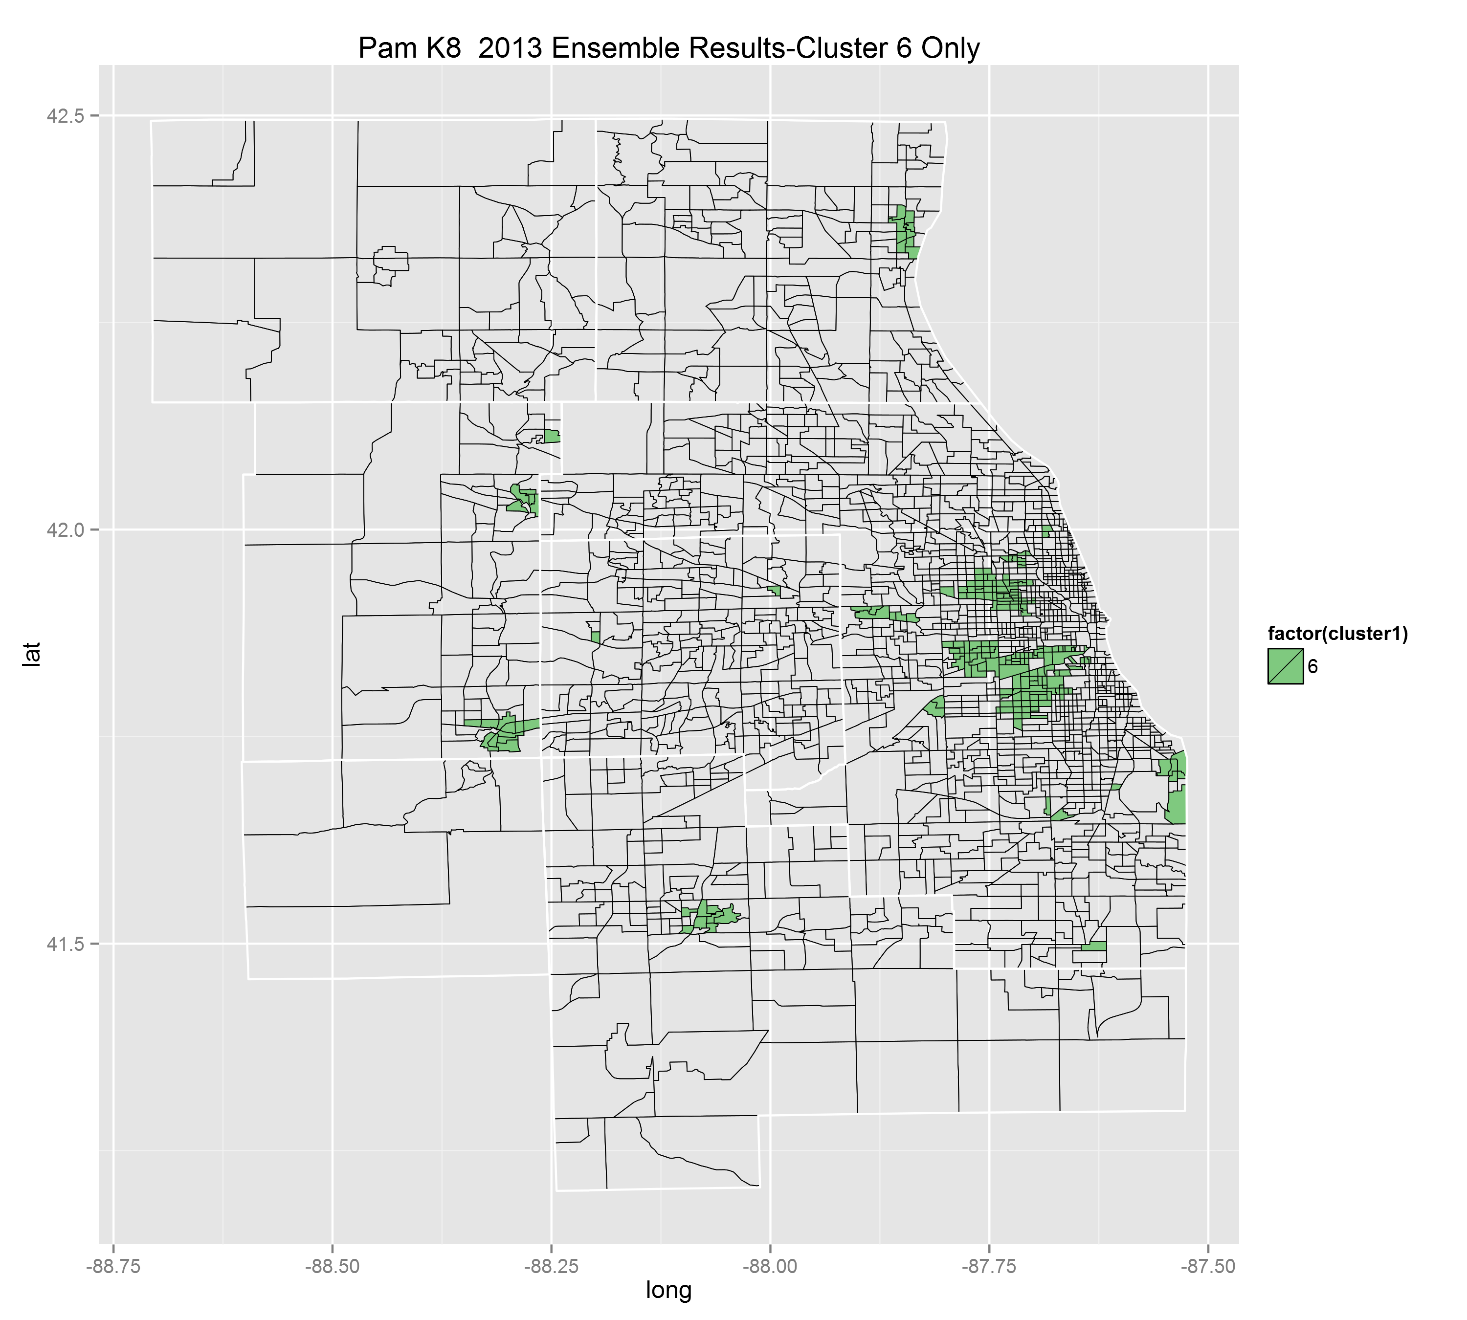 Pam K8  2013 Ensemble Results-Cluster 6 Only
42.5
42.0
41.5
lat
-88.75 -88.50 -88.25 -88.00 -87.75 -87.50
long
factor(cluster1)
6